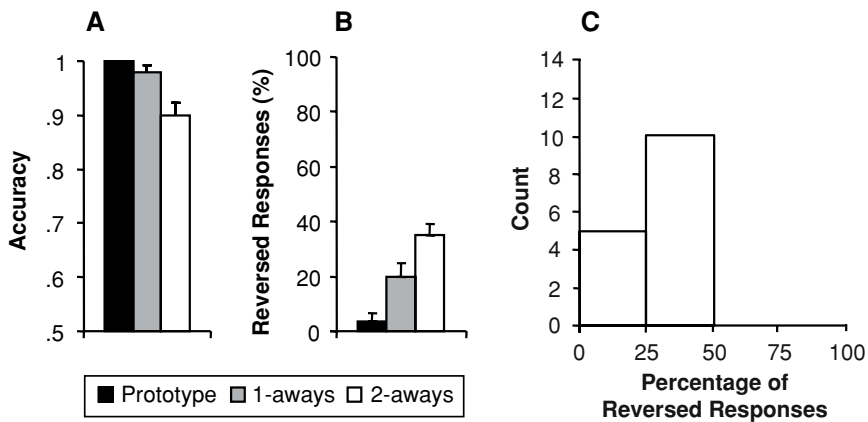 A
B
C
Accuracy
1
.9
.8
.7
.6
.5
Reversed Responses (%)
100
80
60
40
20
0
Count
14
12
10
8
6
4
2
0
0 25 50 75 100
Percentage of
Reversed Responses
Prototype 1-aways 2-aways